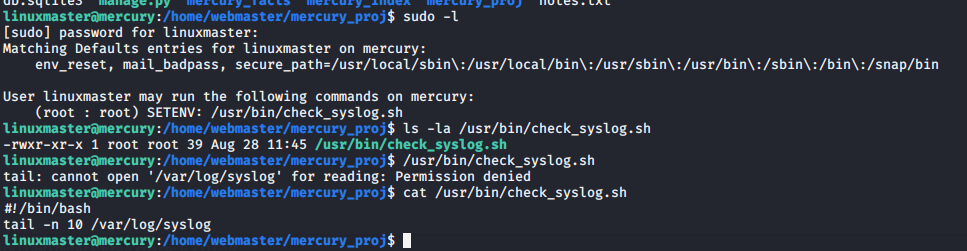 db.sqlite3  manage.py  mercury_facts  mercury_index  mercury_proj  notes.txt
linuxmaster@mercury:/home/webmaster/mercury_proj$ sudo -l
[sudo] password for linuxmaster:
Matching Defaults entries for linuxmaster on mercury:
    env_reset, mail_badpass, secure_path=/usr/local/sbin\:/usr/local/bin\:/usr/sbin\:/usr/bin\:/sbin\:/bin\:/snap/bin

User linuxmaster may run the following commands on mercury:
    (root : root) SETENV: /usr/bin/check_syslog.sh
linuxmaster@mercury:/home/webmaster/mercury_proj$ ls -la /usr/bin/check_syslog.sh
-rwxr-xr-x 1 root root 39 Aug 28 11:45 /usr/bin/check_syslog.sh
linuxmaster@mercury:/home/webmaster/mercury_proj$ /usr/bin/check_syslog.sh
tail: cannot open '/var/log/syslog' for reading: Permission denied
linuxmaster@mercury:/home/webmaster/mercury_proj$ cat /usr/bin/check_syslog.sh
#!/bin/bash
tail -n 10 /var/log/syslog
linuxmaster@mercury:/home/webmaster/mercury_proj$